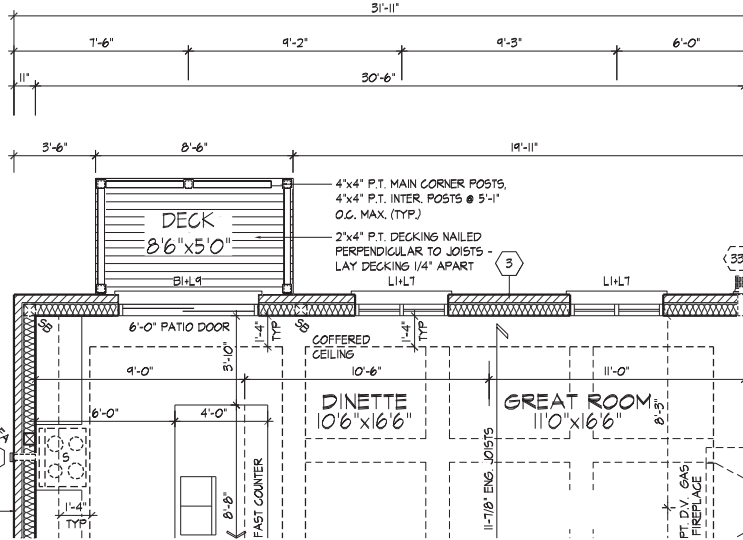 31'-11"
7'-6"
9'-2"
9'-3"
6'-0"
11"
30'-6"
3'-6"
8'-6"
19'-11"
4"x4" P.T. MAIN CORNER POSTS,
4"x4" P.T. INTER. POSTS @ 5'-1"
O.C. MAX. (TYP.)
DECK
8'6"x5'0"
2"x4" P.T. DECKING NAILED
PERPENDICULAR TO JOISTS -
LAY DECKING 1/4" APART
3
33
B1+L9
L1+L7
L1+L7
SB
6'-0" PATIO DOOR
SB
1'-4"
TYP
3'-10"
COFFERED
CEILING
1'-4"
TYP
9'-0"
10'-6"
11'-0"
DINETTE
10'6"x16'6"
GREAT ROOM
11'0"x16'6"
8'-3"
6'-0"
4'-0"
S
1'-4"
TYP
8'-8"
FAST COUNTER
11-7/8" ENG. JOISTS
PT. D.V. GAS
FIREPLACE